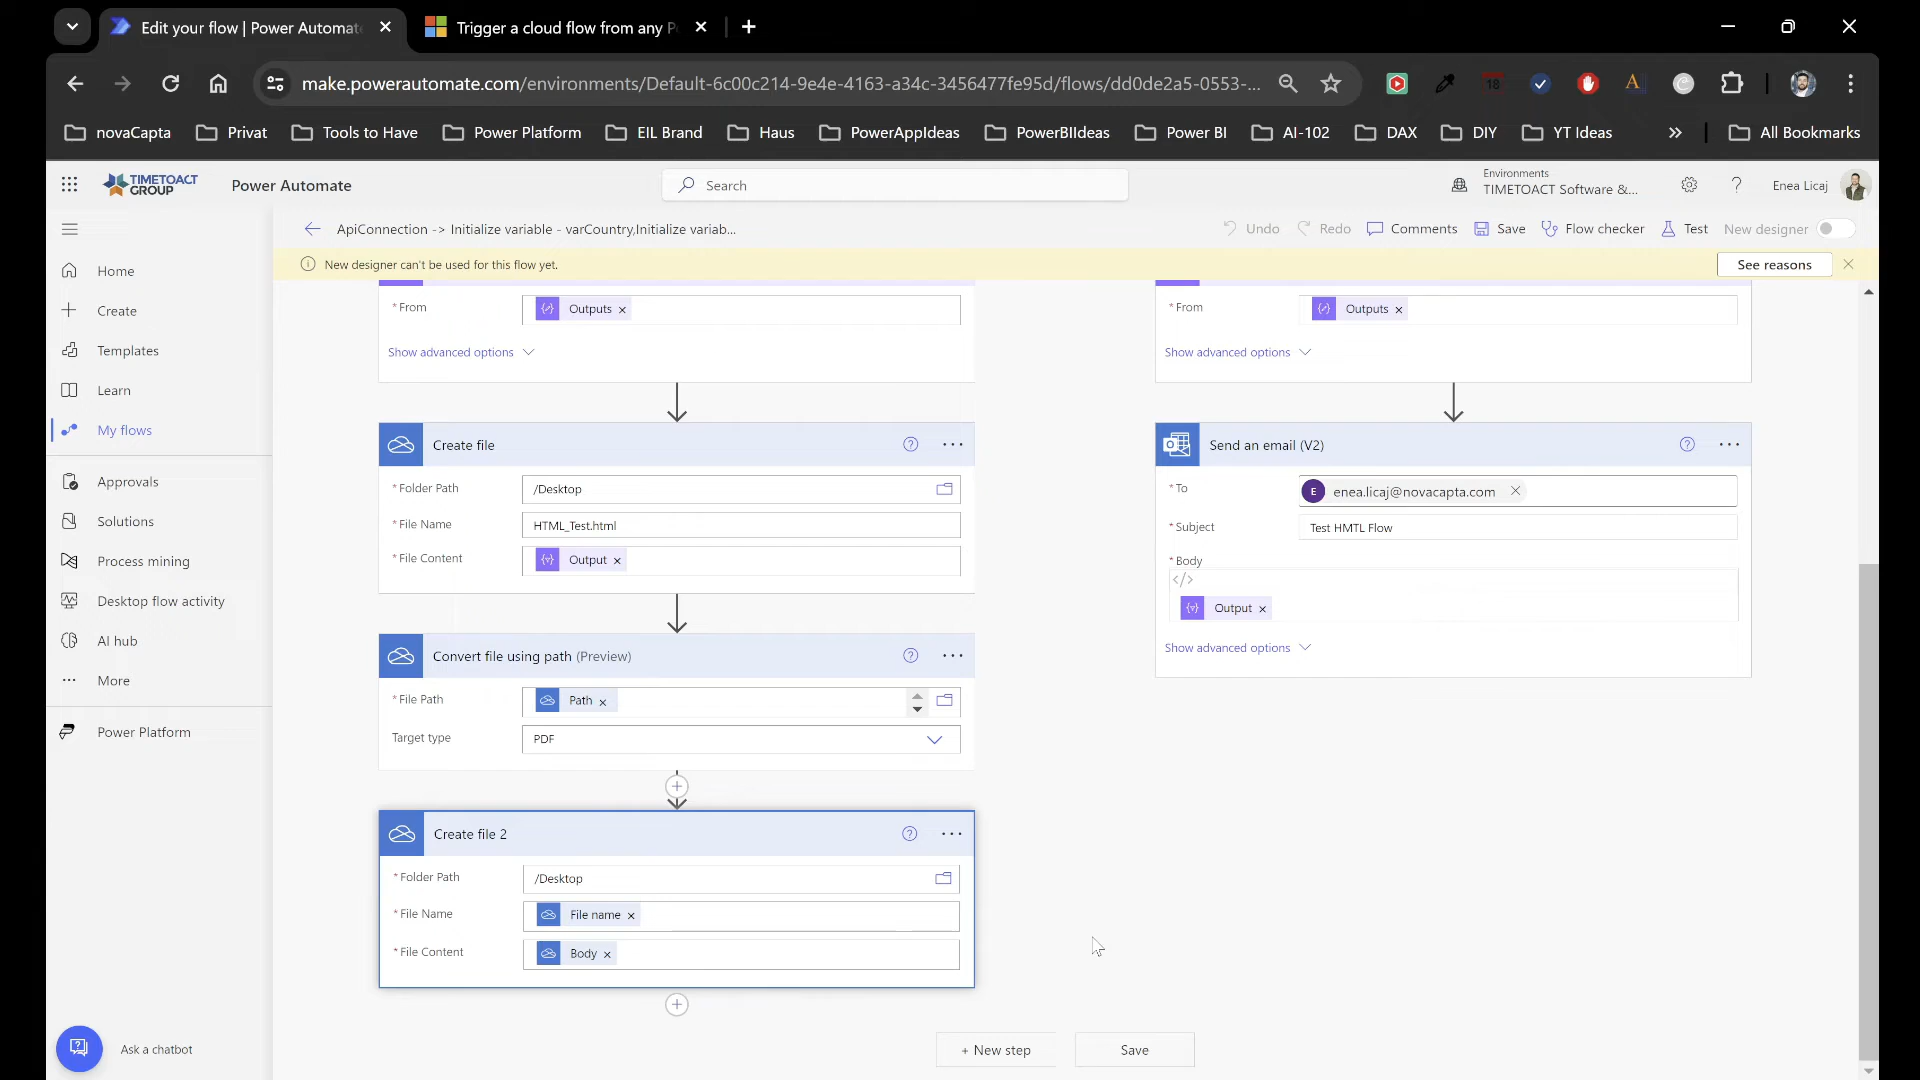 Edit your flow | Power Automate
Trigger a cloud flow from any P
make.powerautomate.com/environments/Default-6c00c214-9e4e-4163-a34c-3456477fe95d/flows/dd0de2a5-0553-...
18
A
novaCapta
Privat
Tools to Have
Power Platform
EIL Brand
Haus
PowerAppIdeas
PowerBIIdeas
Power BI
AI-102
DAX
DIY
YT Ideas
»
All Bookmarks
TIMETOACT
GROUP
Power Automate
Search
Environments
TIMETOACT Software &...
?
Enea Licaj
ApiConnection -> Initialize variable - varCountry,Initialize variab...
Undo
Redo
Comments
Save
Flow checker
Test
New designer
New designer can't be used for this flow yet.
See reasons
Home
Create
Templates
Learn
My flows
Approvals
Solutions
Process mining
Desktop flow activity
AI hub
More
Power Platform
Ask a chatbot
* From
Outputs
Show advanced options
Create file
* Folder Path
/Desktop
* File Name
HTML_Test.html
* File Content
Output
Convert file using path (Preview)
* File Path
Path
Target type
PDF
Create file 2
* Folder Path
/Desktop
* File Name
File name
* File Content
Body
* From
Outputs
Show advanced options
Send an email (V2)
* To
E
enea.licaj@novacapta.com
* Subject
Test HMTL Flow
* Body
</>
Output
Show advanced options
+ New step
Save